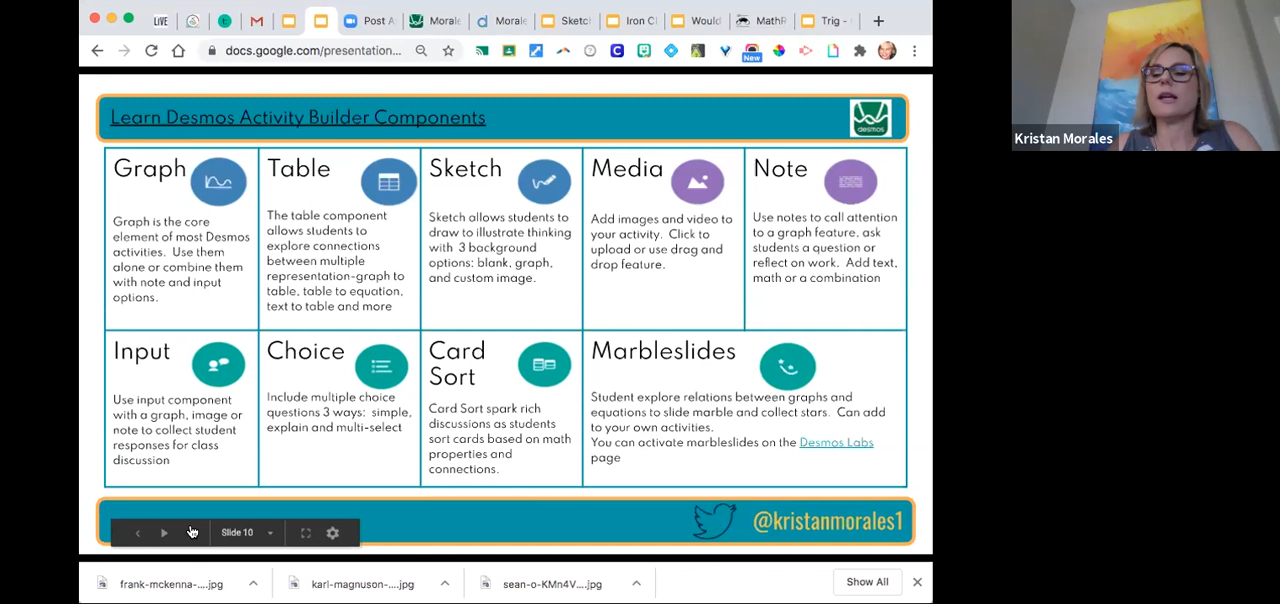 LIVE
Post A
Morale
Morale
Sketc
Iron C
Would
MathR
Trig -
docs.google.com/presentation...
New
Kristan Morales
Learn Desmos Activity Builder Components
desmos
Graph
Graph is the core
element of most Desmos
activities. Use them
alone or combine them
with note and input
options.
Table
The table component
allows students to
explore connections
between multiple
representation-graph to
table, table to equation,
text to table and more
Sketch
Sketch allows students to
draw to illustrate thinking
with 3 background
options: blank, graph,
and custom image.
Media
Add images and video to
your activity. Click to
upload or use drag and
drop feature.
Note
Use notes to call attention
to a graph feature, ask
students a question or
reflect on work. Add text,
math or a combination
Input
Use input component
with a graph, image or
note to collect student
responses for class
discussion
Choice
Include multiple choice
questions 3 ways: simple,
explain and multi-select
Card
Sort
Card Sort spark rich
discussions as students
sort cards based on math
properties and
connections.
Marbleslides
Student explore relations between graphs and
equations to slide marble and collect stars. Can add
to your own activities.
You can activate marbleslides on the Desmos Labs
page
Slide 10
@kristanmorales1
frank-mckenna-....jpg
karl-magnuson-....jpg
sean-o-KMn4V....jpg
Show All